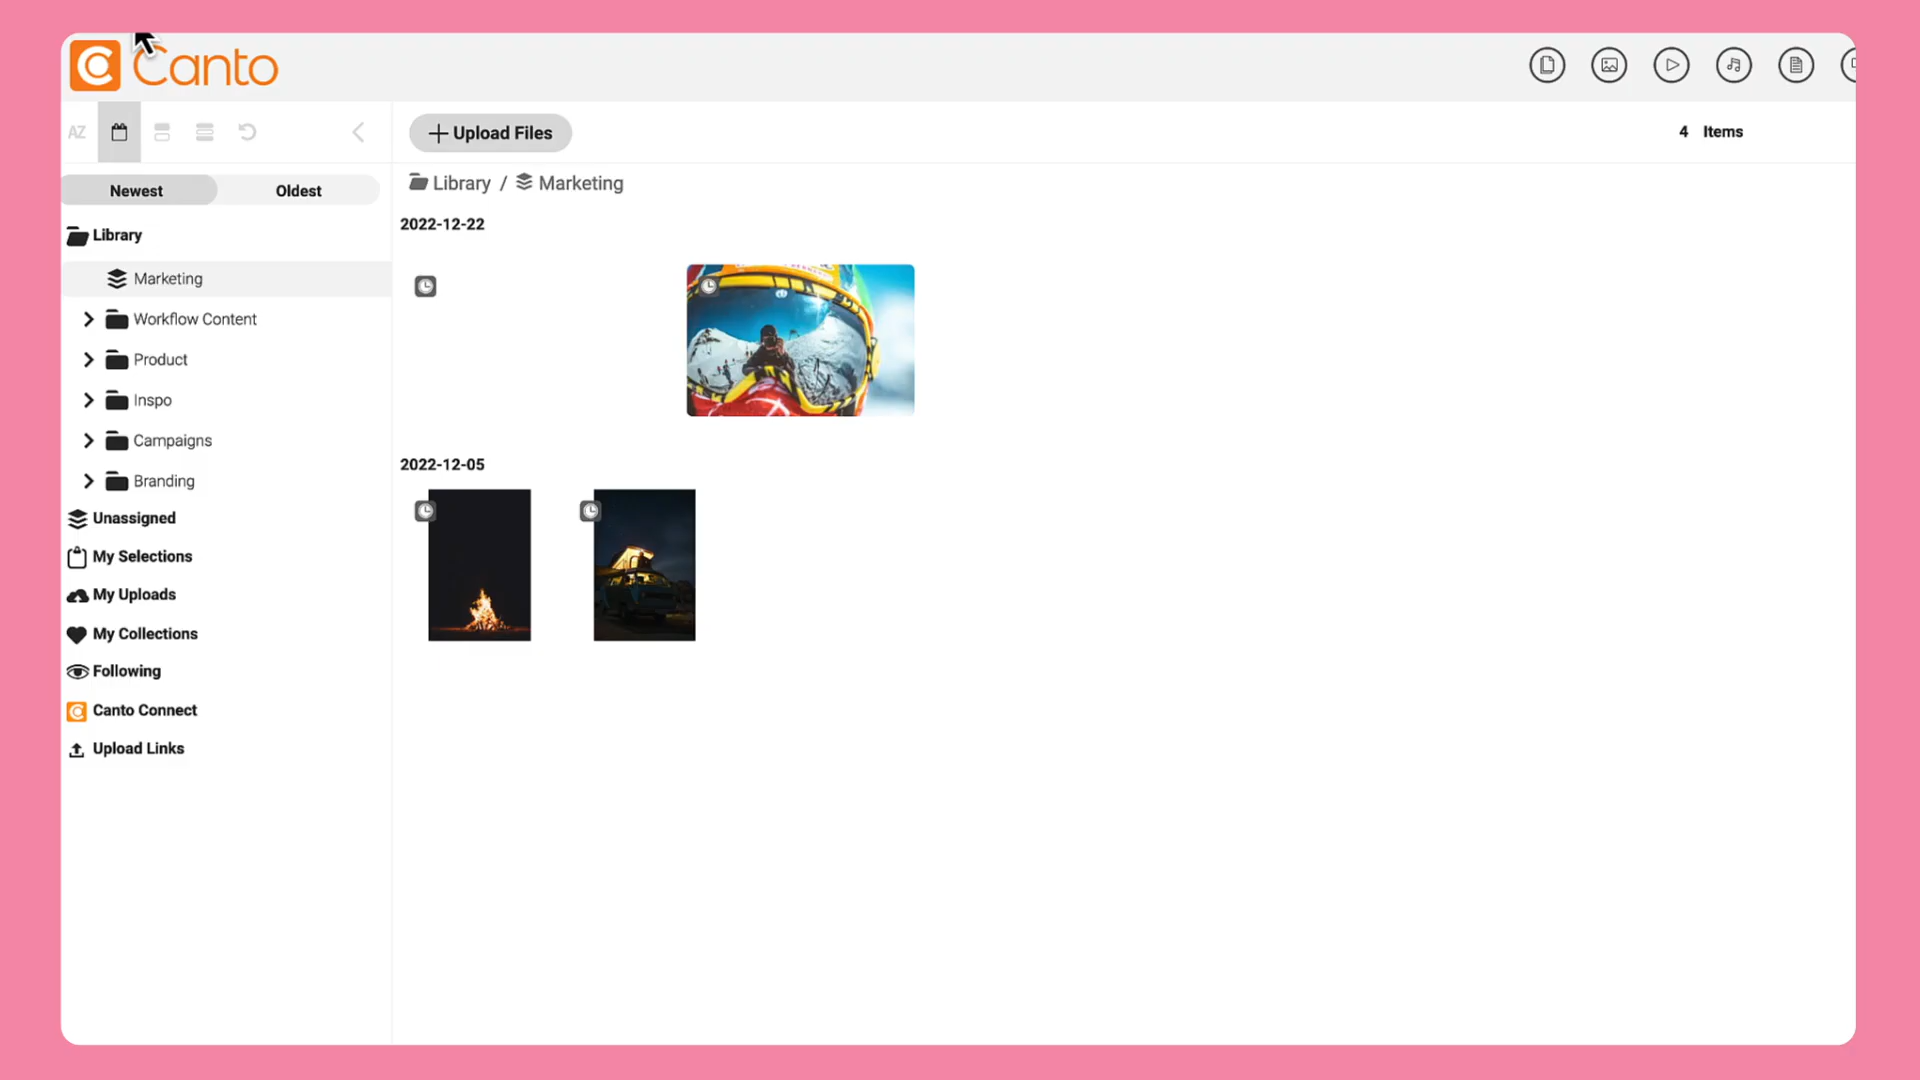 Canto
AZ
Upload Files
4 Items
Newest
Oldest
Library / Marketing
2022-12-22
Library
Marketing
Workflow Content
Product
Inspo
Campaigns
Branding
2022-12-05
Unassigned
My Selections
My Uploads
My Collections
Following
Canto Connect
Upload Links